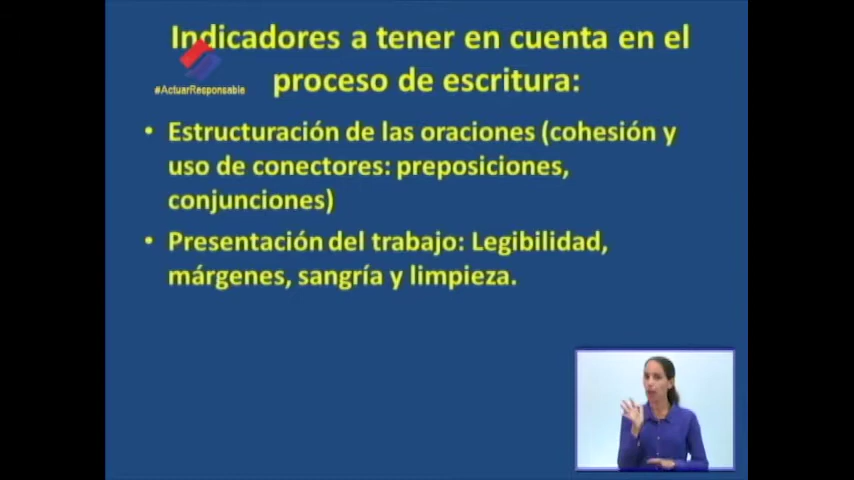 Indicadores a tener en cuenta en el
proceso de escritura:
#ActuarResponsable
• Estructuración de las oraciones (cohesión y
uso de conectores: preposiciones,
conjunciones)
• Presentación del trabajo: Legibilidad,
márgenes, sangría y limpieza.